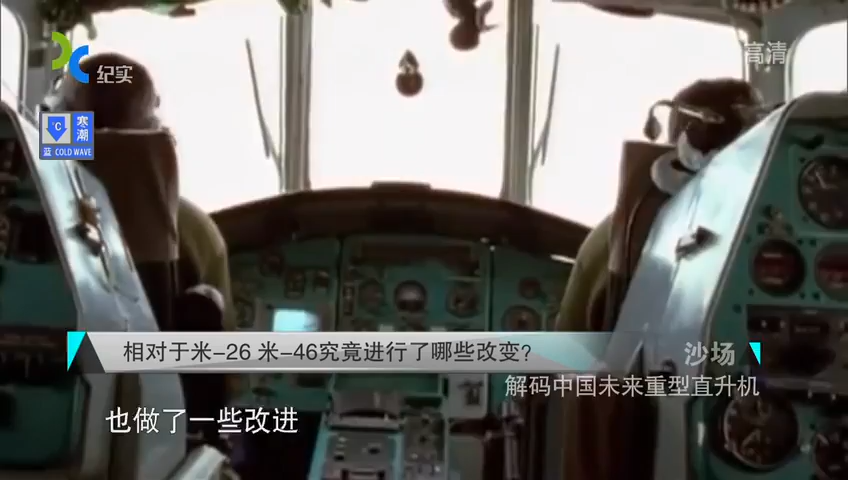 纪实
高清
℃
寒潮
蓝 COLD WAVE
相对于米-26 米-46究竟进行了哪些改变?
沙场
解码中国未来重型直升机
也做了一些改进